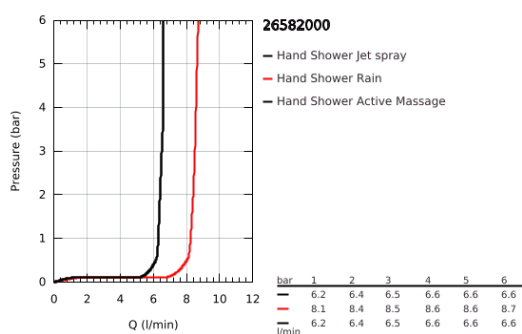 26582000
Hand Shower Jet spray
Hand Shower Rain
Hand Shower Active Massage
Pressure (bar)
6
5
4
3
2
1
0
0 2 4 6 8 10 12
Q (l/min)
bar 1 2 3 4 5 6
6.2 6.4 6.5 6.6 6.6 6.6
8.1 8.4 8.5 8.6 8.6 8.7
6.2 6.4 6.5 6.6 6.6 6.6
l/min